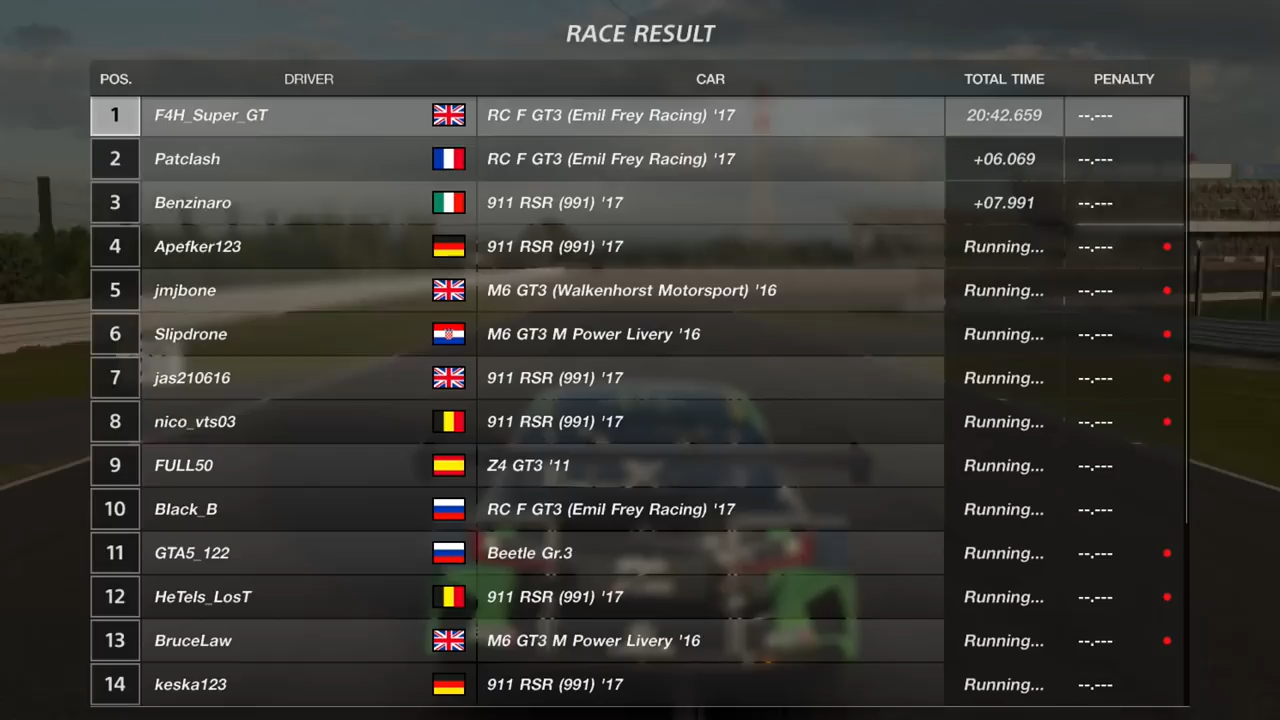 RACE RESULT
POS. DRIVER CAR TOTAL TIME PENALTY
1 F4H_Super_GT RC F GT3 (Emil Frey Racing) '17 20:42.659 --.---
2 Patclash RC F GT3 (Emil Frey Racing) '17 +06.069 --.---
3 Benzinaro 911 RSR (991) '17 +07.991 --.---
4 Apefker123 911 RSR (991) '17 Running... --.---
5 jmjbone M6 GT3 (Walkenhorst Motorsport) '16 Running... --.---
6 Slipdrone M6 GT3 M Power Livery '16 Running... --.---
7 jas210616 911 RSR (991) '17 Running... --.---
8 nico_vts03 911 RSR (991) '17 Running... --.---
9 FULL50 Z4 GT3 '11 Running... --.---
10 Black_B RC F GT3 (Emil Frey Racing) '17 Running... --.---
11 GTA5_122 Beetle Gr.3 Running... --.---
12 HeTels_LosT 911 RSR (991) '17 Running... --.---
13 BruceLaw M6 GT3 M Power Livery '16 Running... --.---
14 keska123 911 RSR (991) '17 Running... --.---